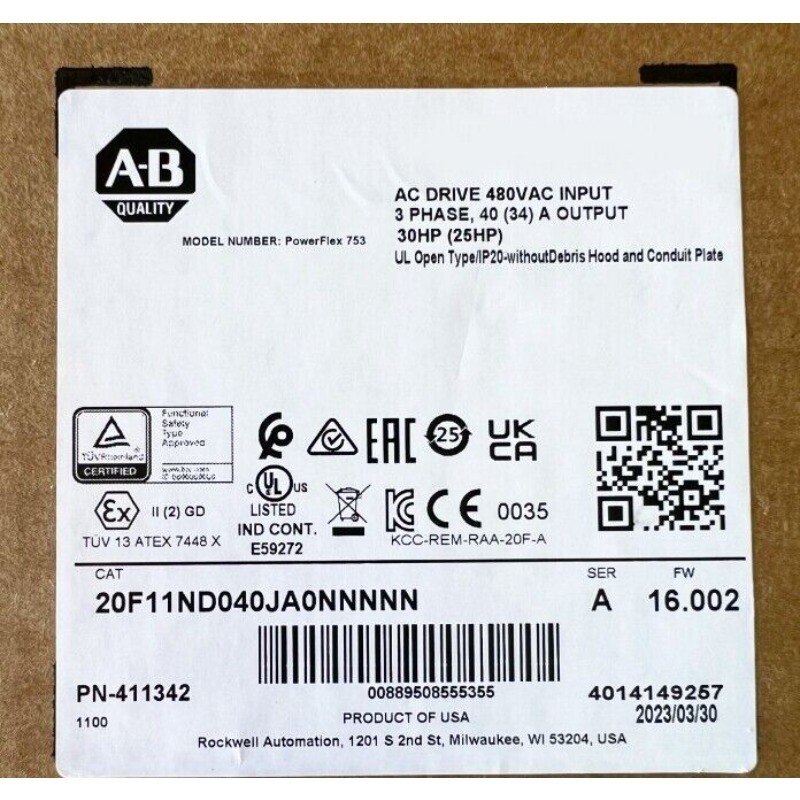 A-B
QUALITY
MODEL NUMBER: PowerFlex 753
AC DRIVE 480VAC INPUT
3 PHASE, 40 (34) A OUTPUT
30HP (25HP)
UL Open Type/IP20-withoutDebris Hood and Conduit Plate
TÜVRheinland
CERTIFIED
Functional
Safety
Type
Approved
EAC
25
UK
CA
C UL US
LISTED
IND CONT.
E59272
CE 0035
KCC-REM-RAA-20F-A
Ex II (2) GD
TÜV 13 ATEX 7448 X
CAT SER FW
20F11ND040JA0NNNNN A 16.002
00889508555355
PN-411342 4014149257
1100 PRODUCT OF USA 2023/03/30
Rockwell Automation, 1201 S 2nd St, Milwaukee, WI 53204, USA